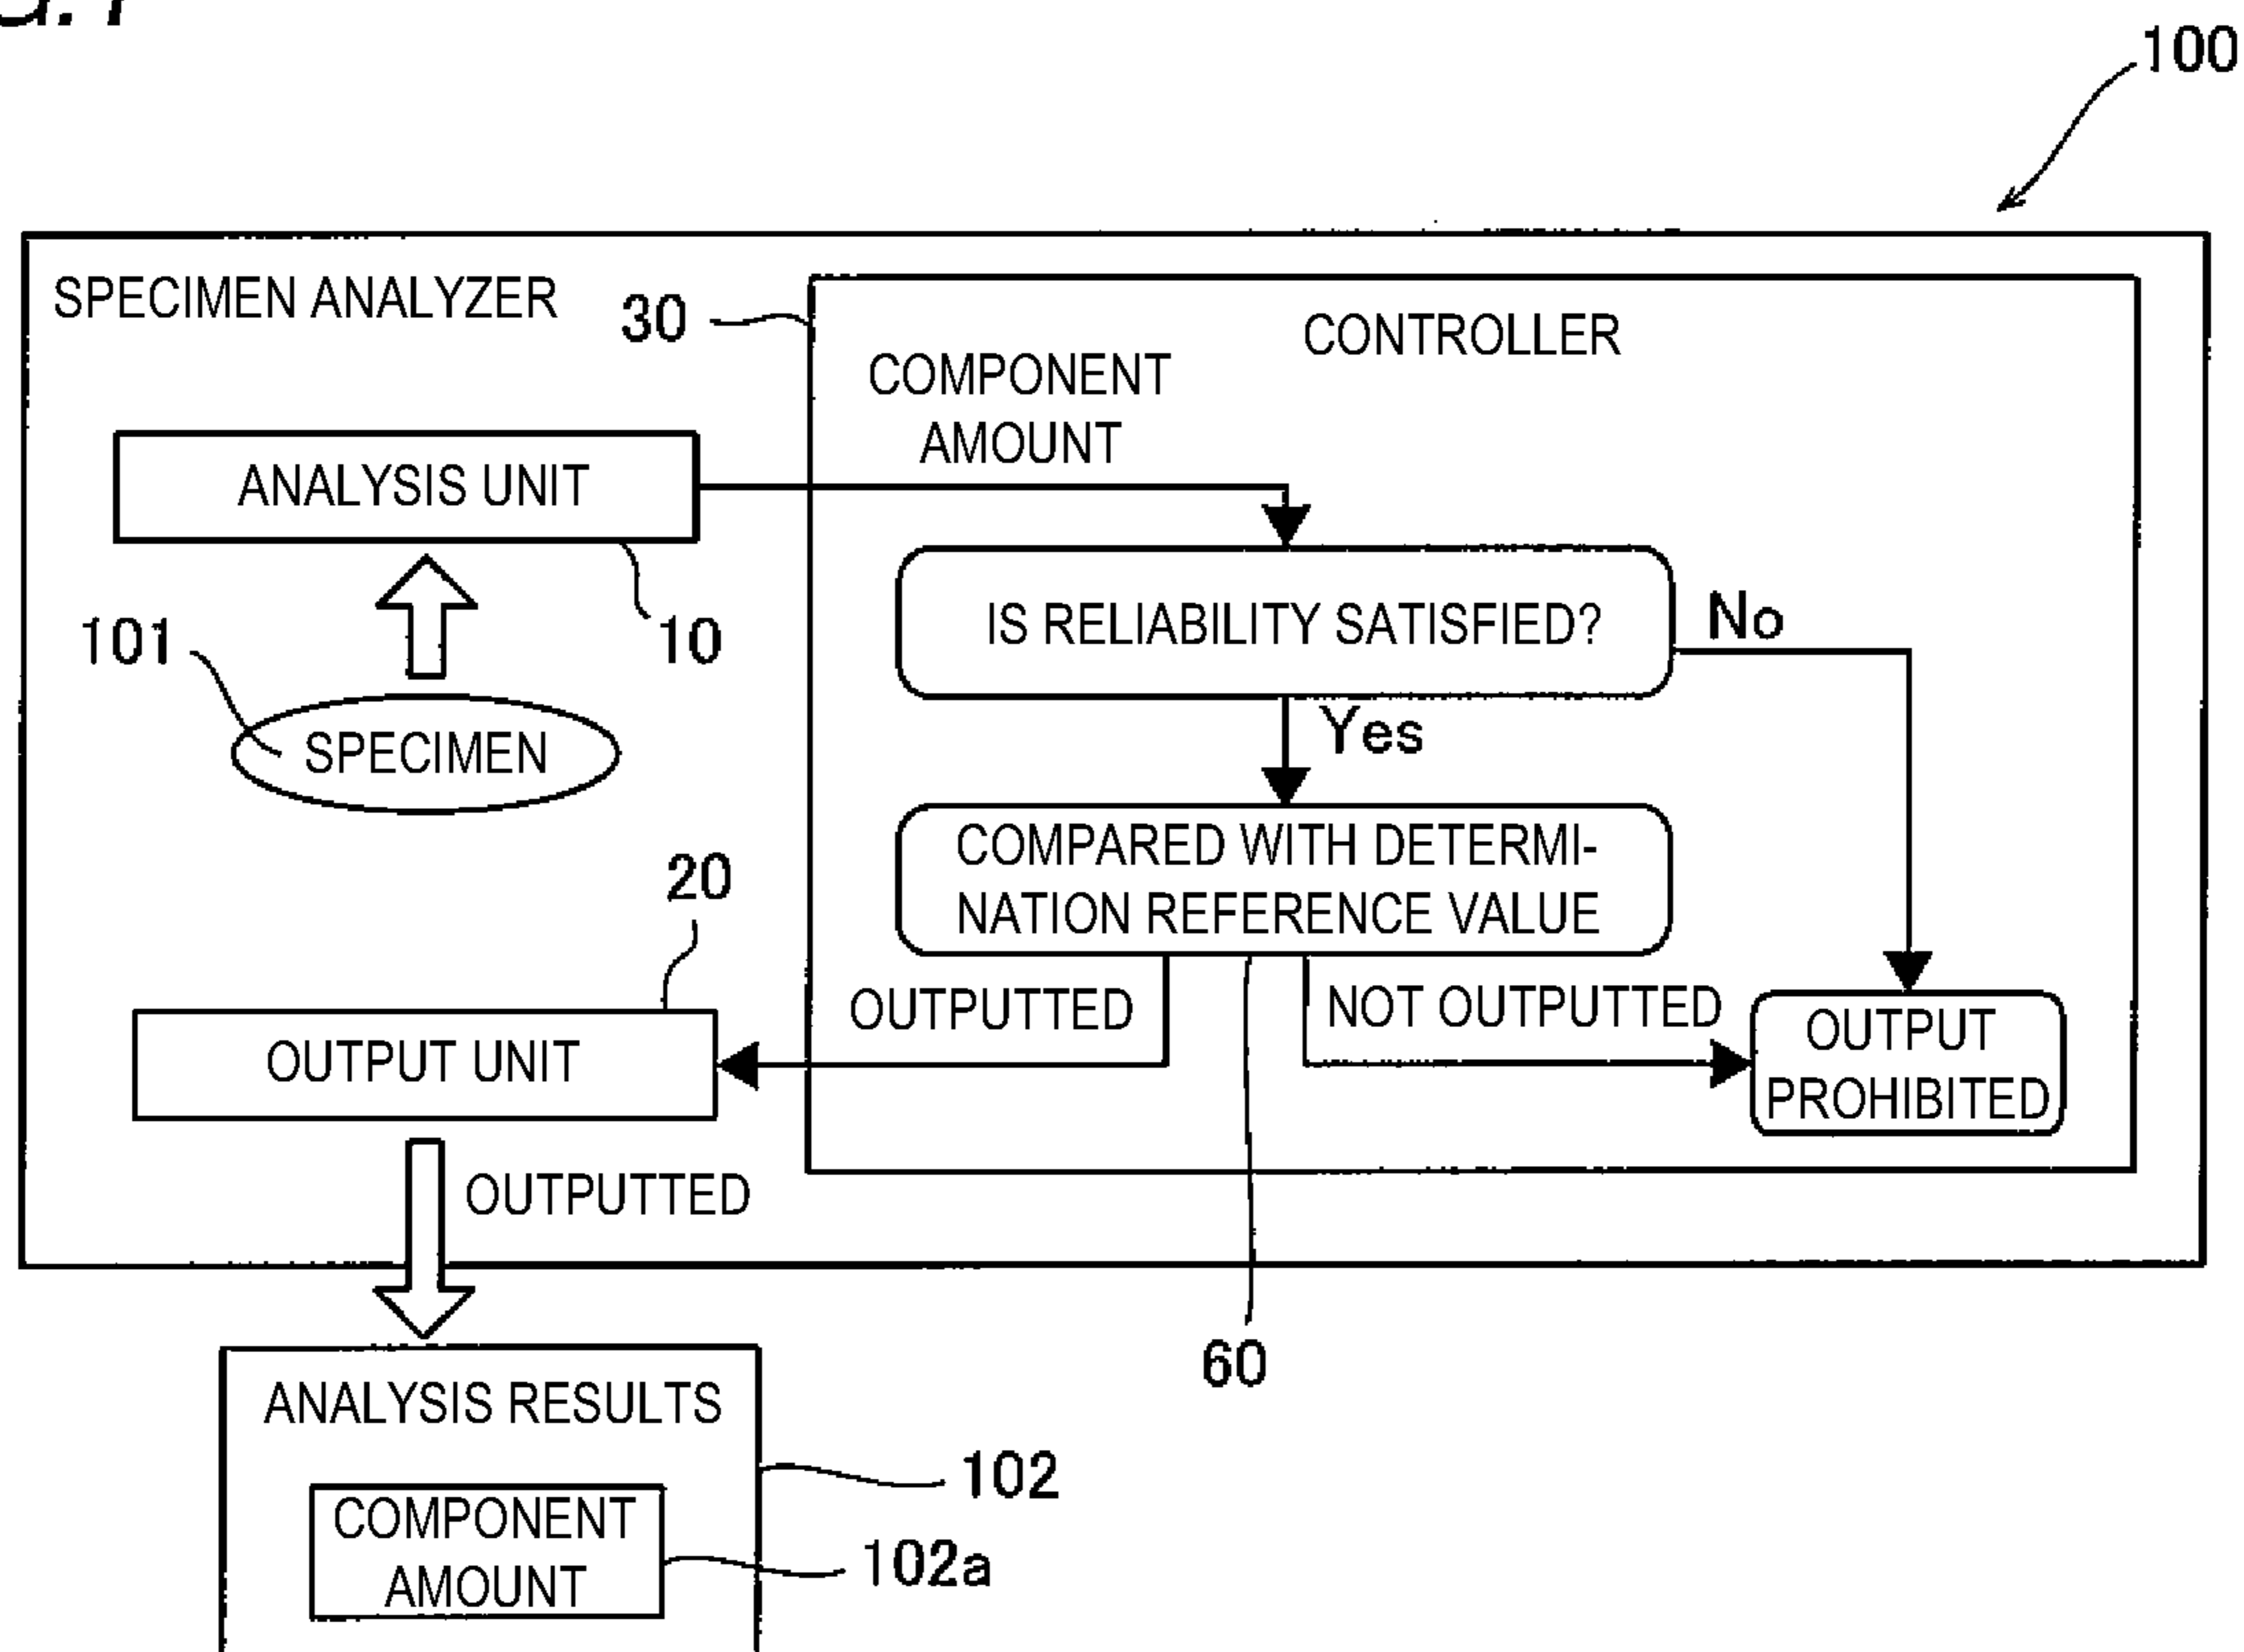 100
SPECIMEN ANALYZER
30
CONTROLLER
COMPONENT
AMOUNT
ANALYSIS UNIT
10
IS RELIABILITY SATISFIED?
No
101
SPECIMEN
Yes
COMPARED WITH DETERMI-
NATION REFERENCE VALUE
20
OUTPUT UNIT
OUTPUTTED
NOT OUTPUTTED
OUTPUT
PROHIBITED
OUTPUTTED
60
ANALYSIS RESULTS
102
COMPONENT
AMOUNT
102a